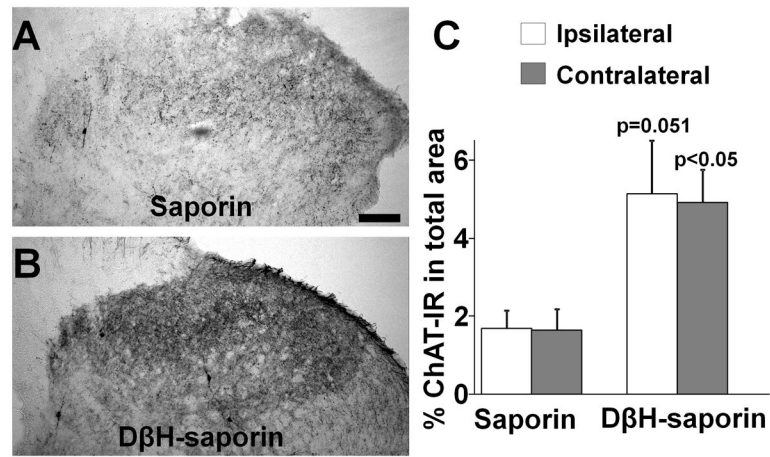 A
Saporin
B
DβH-saporin
C
Ipsilateral
Contralateral
% ChAT-IR in total area
6
4
2
0
p=0.051
p<0.05
Saporin
DβH-saporin